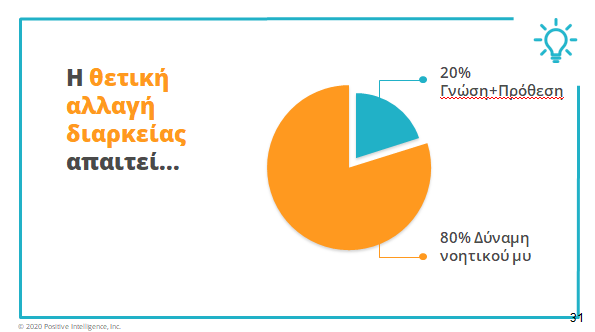 Η θετική
αλλαγή
διαρκείας
απαιτεί...
20%
Γνώση+Πρόθεση
80% Δύναμη
νοητικού μυ
31
© 2020 Positive Intelligence, Inc.